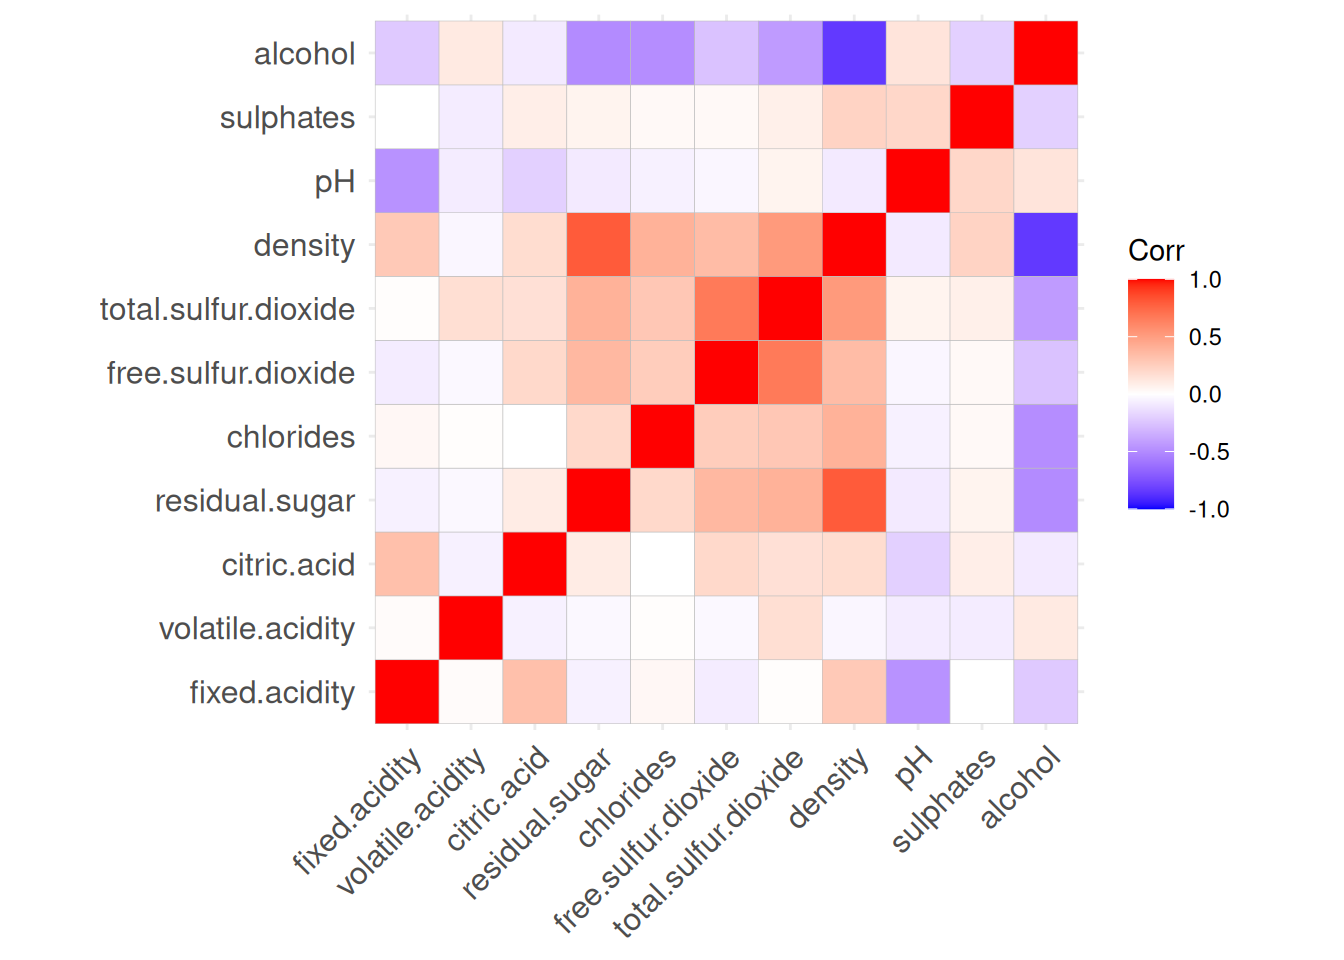 alcohol
sulphates
pH
density
total.sulfur.dioxide
free.sulfur.dioxide
chlorides
residual.sugar
citric.acid
volatile.acidity
fixed.acidity
fixed.acidity
volatile.acidity
citric.acid
residual.sugar
chlorides
free.sulfur.dioxide
total.sulfur.dioxide
density
pH
sulphates
alcohol
Corr
1.0
0.5
0.0
-0.5
-1.0